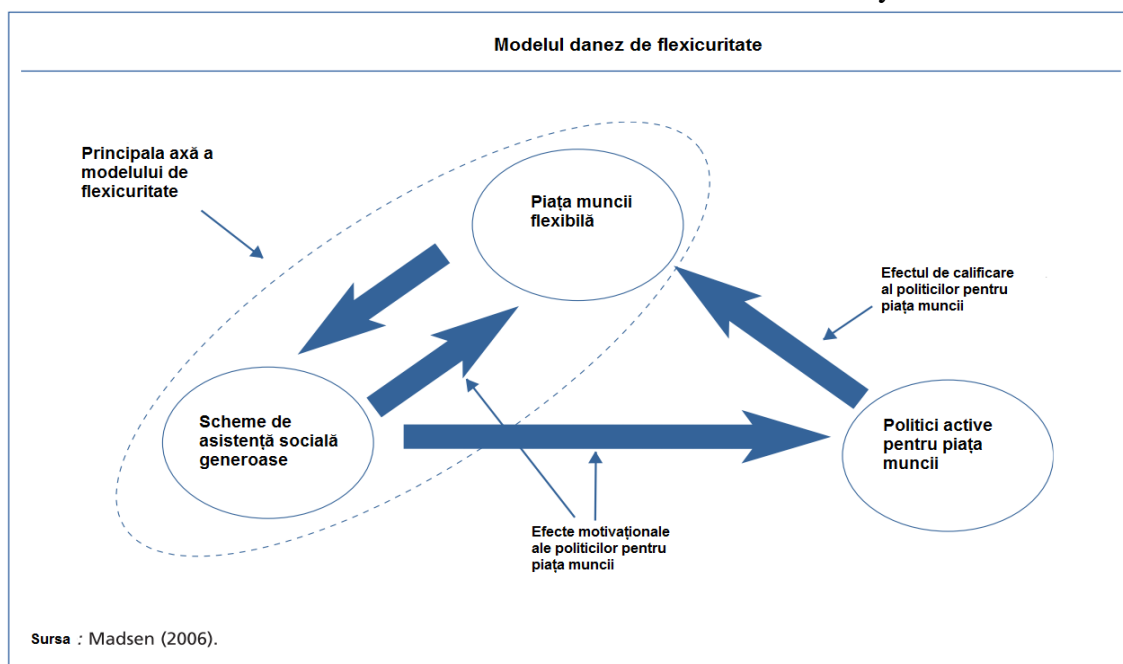 Modelul danez de flexicuritate
Principala axă a
modelului de
flexicuritate
Piața muncii
flexibilă
Efectul de calificare
al politicilor pentru
piața muncii
Scheme de
asistență socială
generoase
Politici active
pentru piața
muncii
Efecte motivaționale
ale politicilor pentru
piața muncii
Sursa : Madsen (2006).